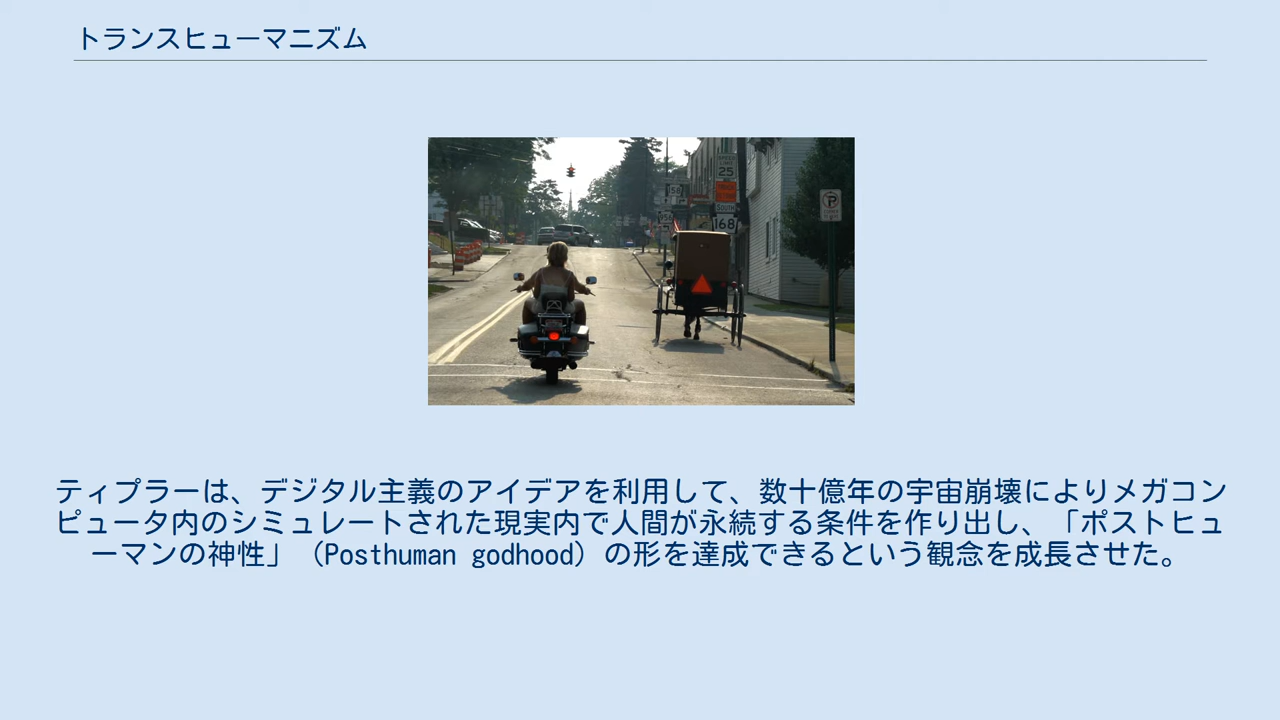 トランスヒューマニズム
SPEED
LIMIT
25
158
SOUTH
168
ティプラーは、デジタル主義のアイデアを利用して、数十億年の宇宙崩壊によりメガコン
ピュータ内のシミュレートされた現実内で人間が永続する条件を作り出し、「ポストヒュ
ーマンの神性」（Posthuman godhood）の形を達成できるという観念を成長させた。